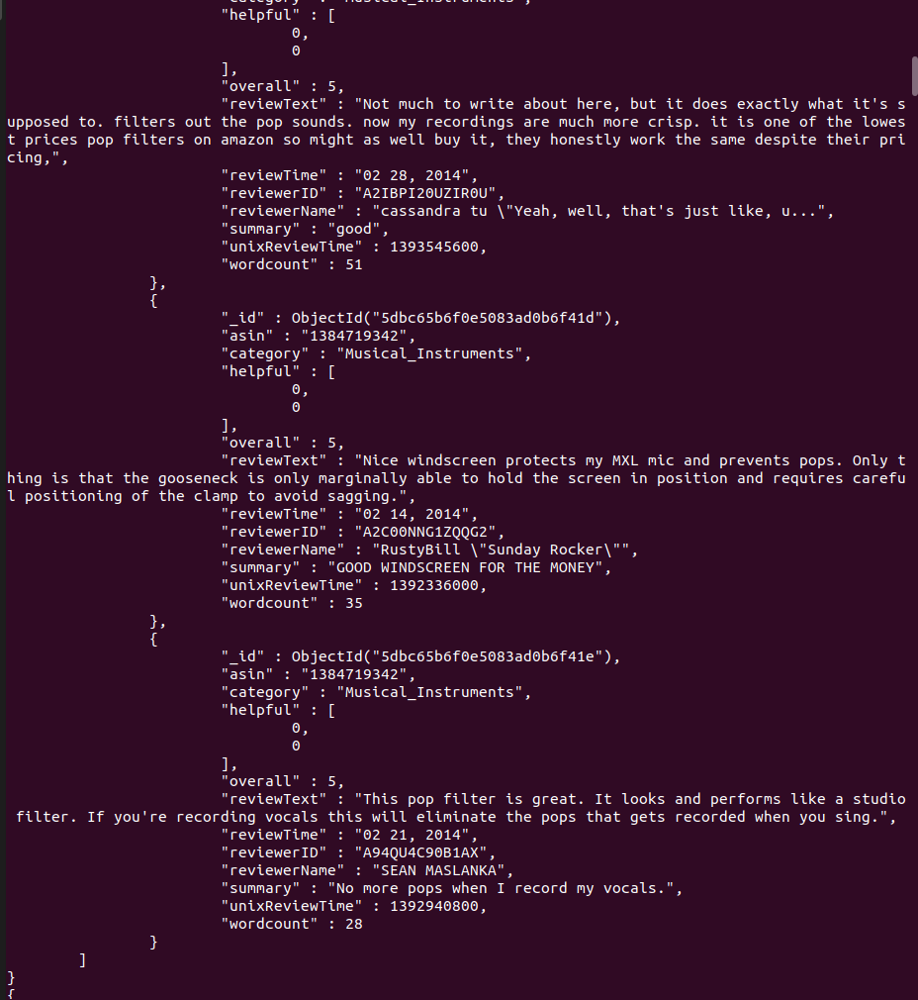 "category" : "Musical_Instruments",
"helpful" : [
0,
0
],
"overall" : 5,
"reviewText" : "Not much to write about here, but it does exactly what it's s
upposed to. filters out the pop sounds. now my recordings are much more crisp. it is one of the lowes
t prices pop filters on amazon so might as well buy it, they honestly work the same despite their pri
cing,",
"reviewTime" : "02 28, 2014",
"reviewerID" : "A2IBPI20UZIR0U",
"reviewerName" : "cassandra tu \"Yeah, well, that's just like, u...",
"summary" : "good",
"unixReviewTime" : 1393545600,
"wordcount" : 51
},
{
"_id" : ObjectId("5dbc65b6f0e5083ad0b6f41d"),
"asin" : "1384719342",
"category" : "Musical_Instruments",
"helpful" : [
0,
0
],
"overall" : 5,
"reviewText" : "Nice windscreen protects my MXL mic and prevents pops. Only t
hing is that the gooseneck is only marginally able to hold the screen in position and requires carefu
l positioning of the clamp to avoid sagging.",
"reviewTime" : "02 14, 2014",
"reviewerID" : "A2C00NNG1ZQQG2",
"reviewerName" : "RustyBill \"Sunday Rocker\"",
"summary" : "GOOD WINDSCREEN FOR THE MONEY",
"unixReviewTime" : 1392336000,
"wordcount" : 35
},
{
"_id" : ObjectId("5dbc65b6f0e5083ad0b6f41e"),
"asin" : "1384719342",
"category" : "Musical_Instruments",
"helpful" : [
0,
0
],
"overall" : 5,
"reviewText" : "This pop filter is great. It looks and performs like a studio
filter. If you're recording vocals this will eliminate the pops that gets recorded when you sing.",
"reviewTime" : "02 21, 2014",
"reviewerID" : "A94QU4C90B1AX",
"reviewerName" : "SEAN MASLANKA",
"summary" : "No more pops when I record my vocals.",
"unixReviewTime" : 1392940800,
"wordcount" : 28
}
]
}
{